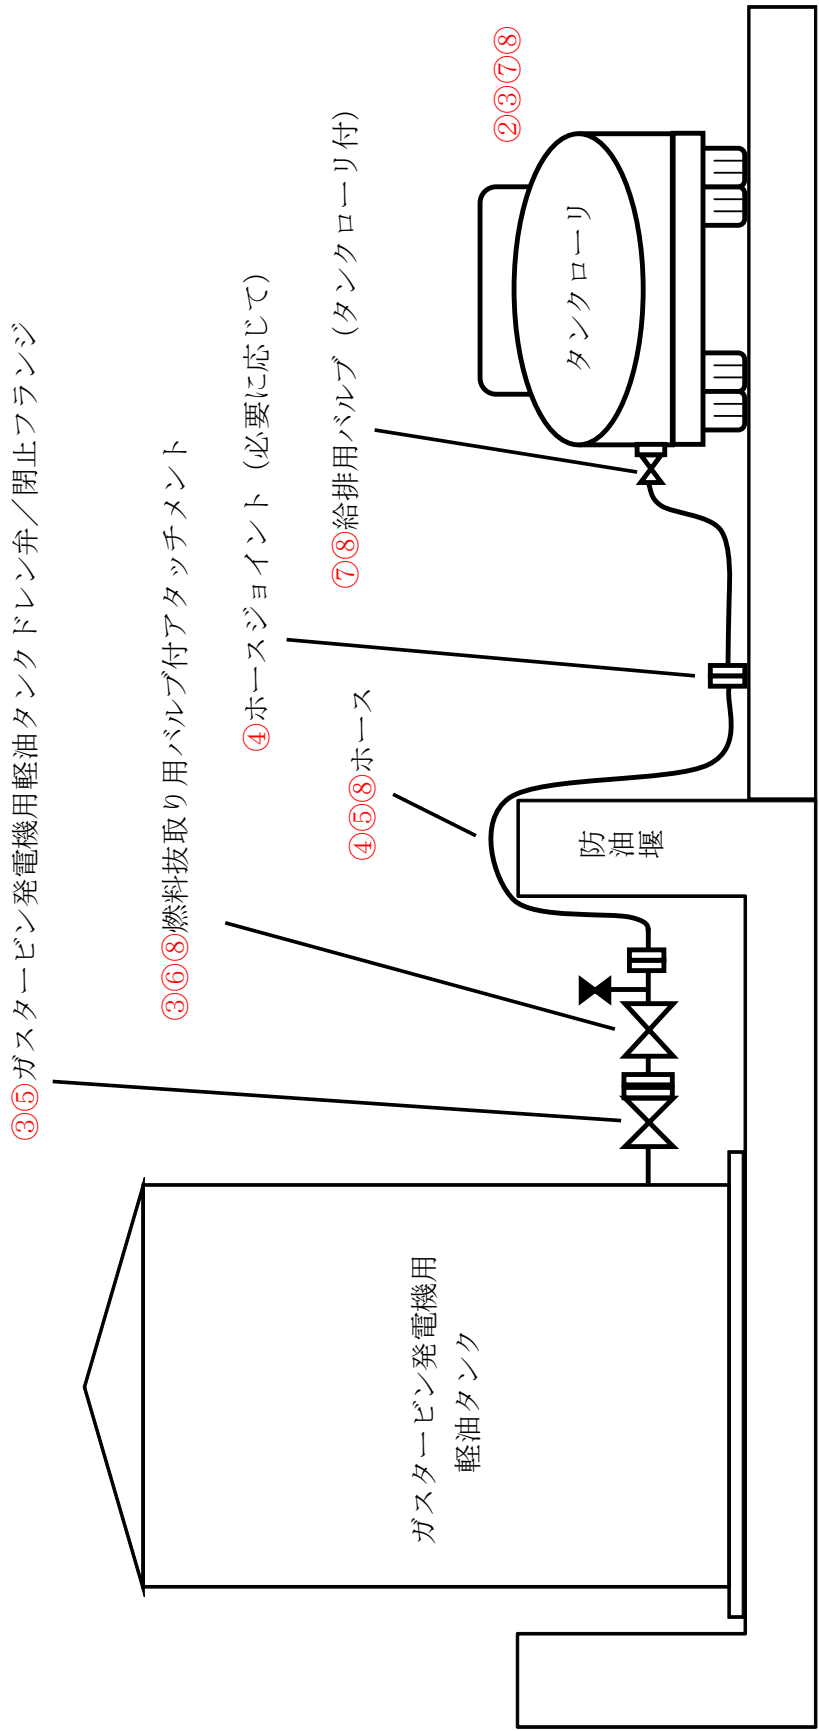 ③⑤ガスタービン発電機用軽油タンクドレン弁／閉止フランジ
③⑥⑧燃料抜取り用バルブ付アタッチメント
④ホースジョイント（必要に応じて）
⑦⑧給排用バルブ（タンクローリ付）
④⑤⑧ホース
②③⑦⑧
タンクローリ
防
油
堰
ガスタービン発電機用
軽油タンク